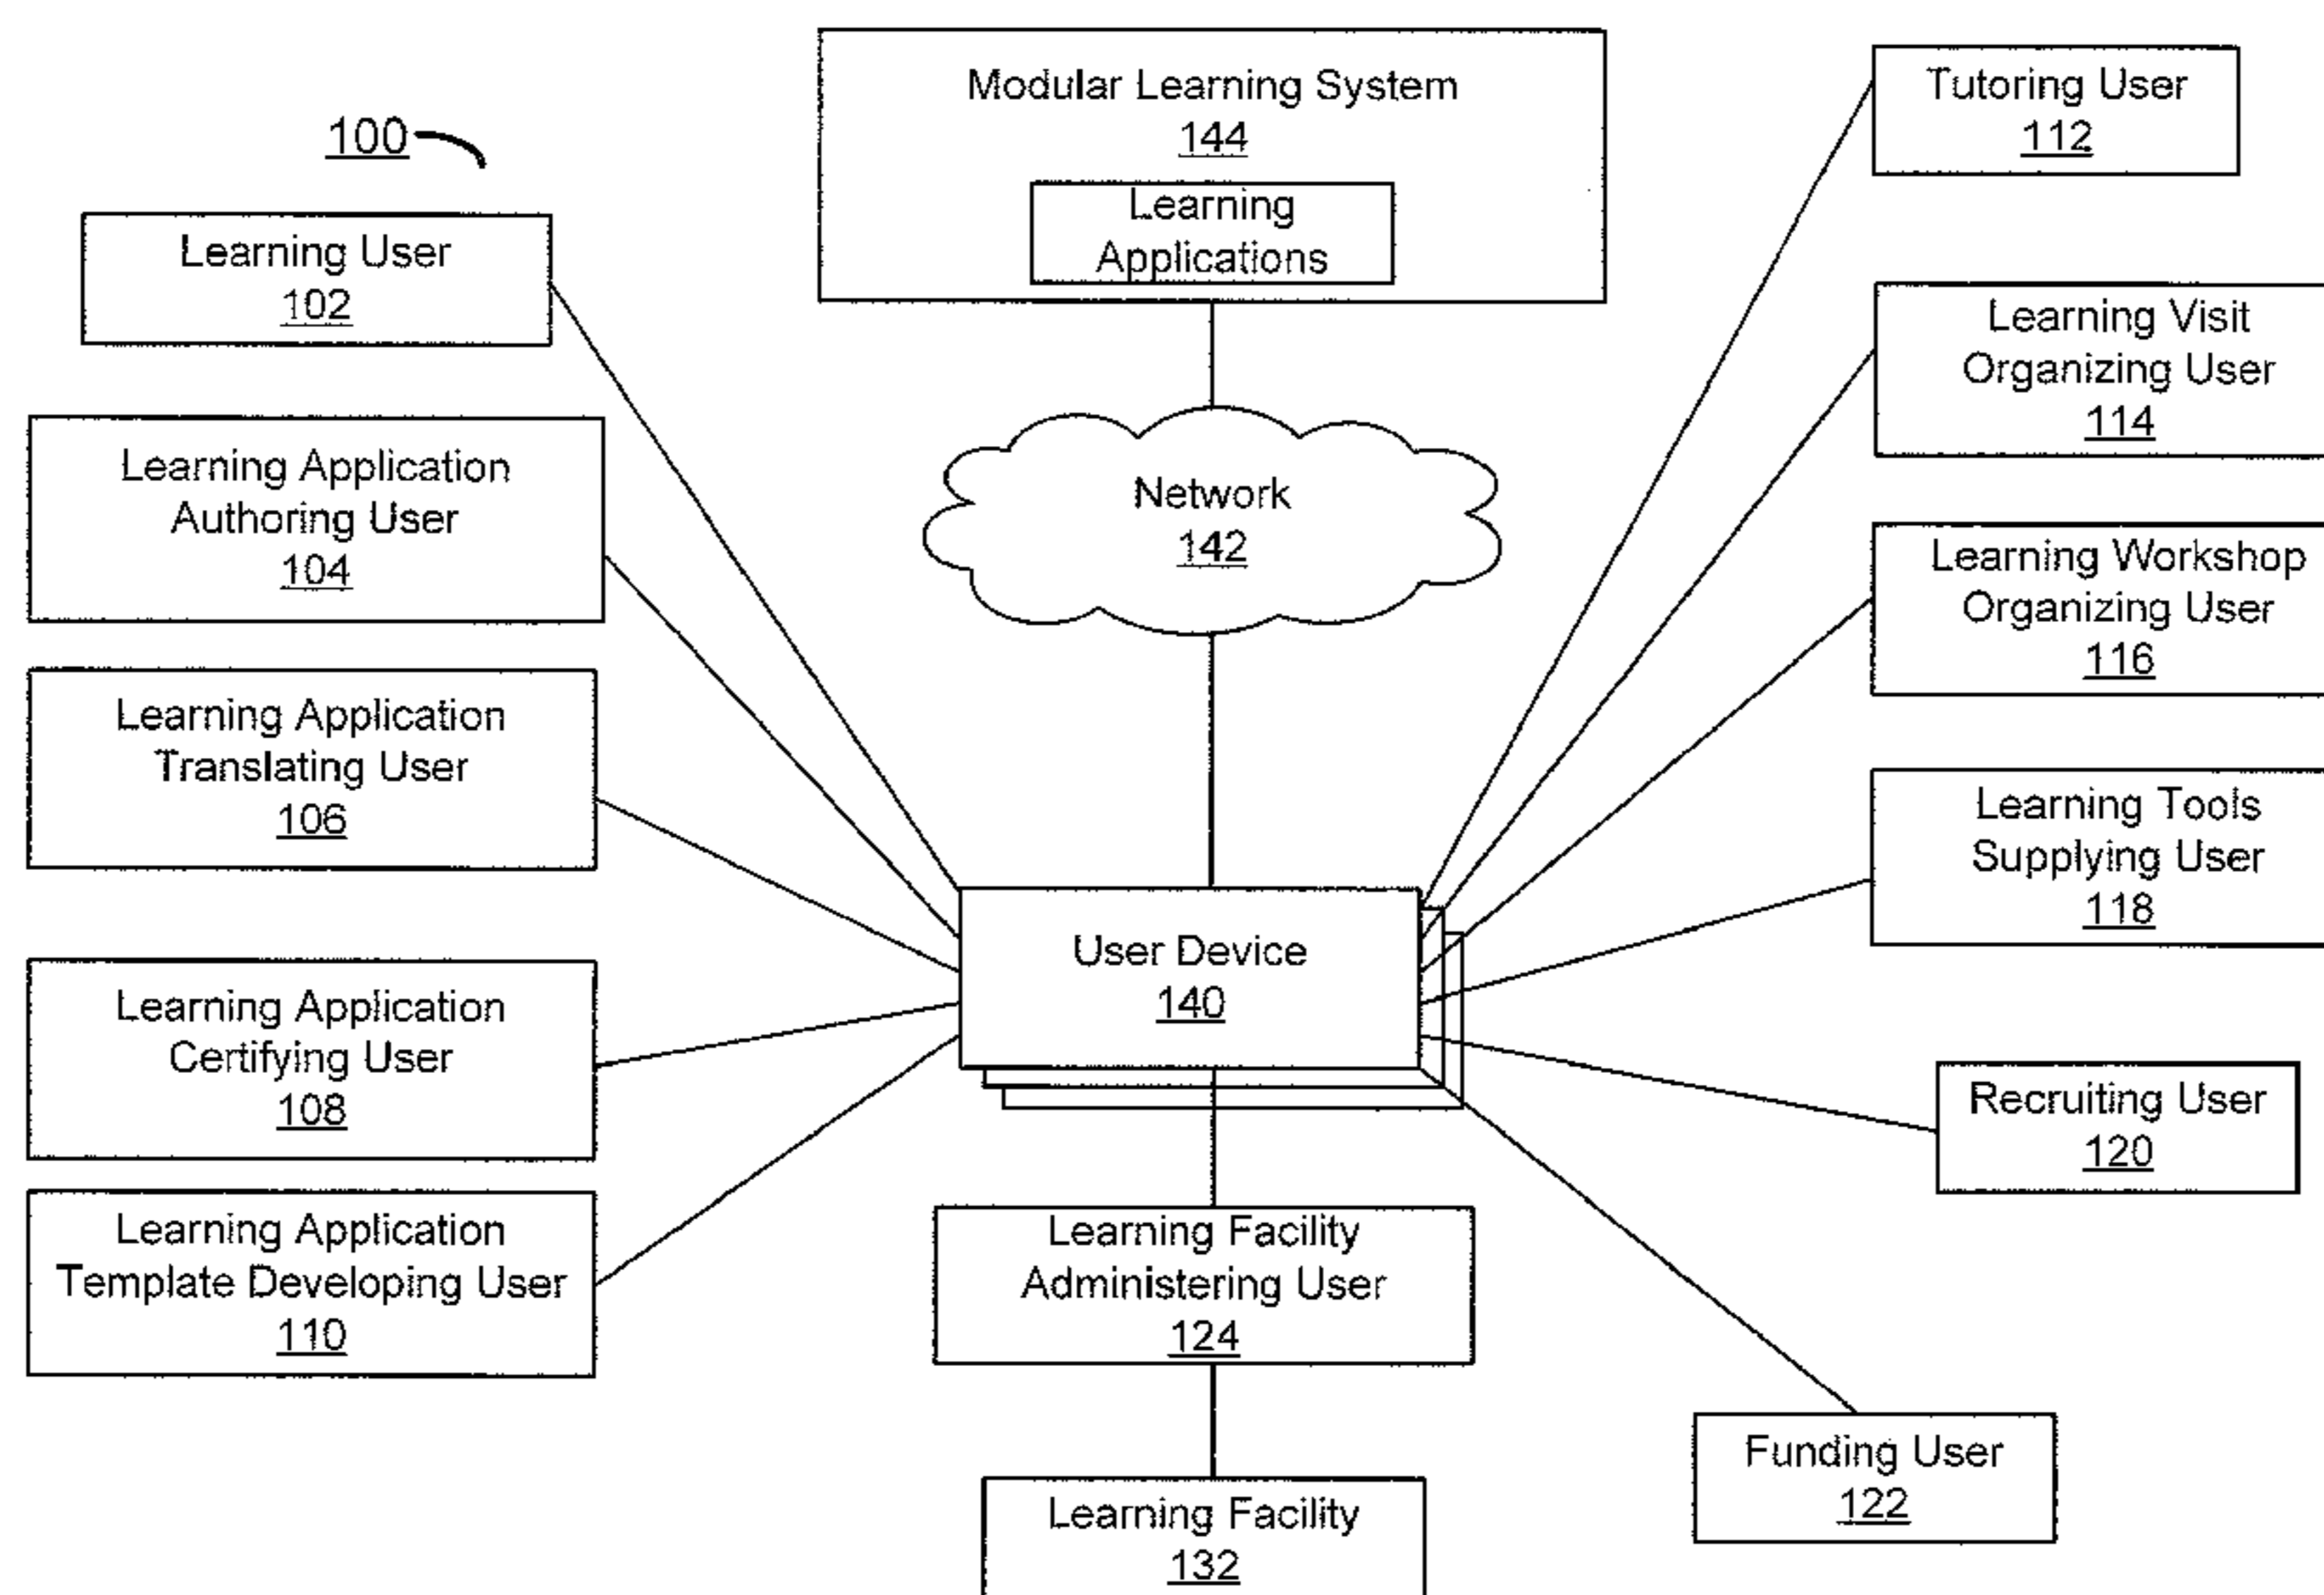 100
Modular Learning System
144
Learning
Applications
Learning User
102
Learning Application
Authoring User
104
Learning Application
Translating User
106
Learning Application
Certifying User
108
Learning Application
Template Developing User
110
Network
142
User Device
140
Learning Facility
Administering User
124
Learning Facility
132
Tutoring User
112
Learning Visit
Organizing User
114
Learning Workshop
Organizing User
116
Learning Tools
Supplying User
118
Recruiting User
120
Funding User
122